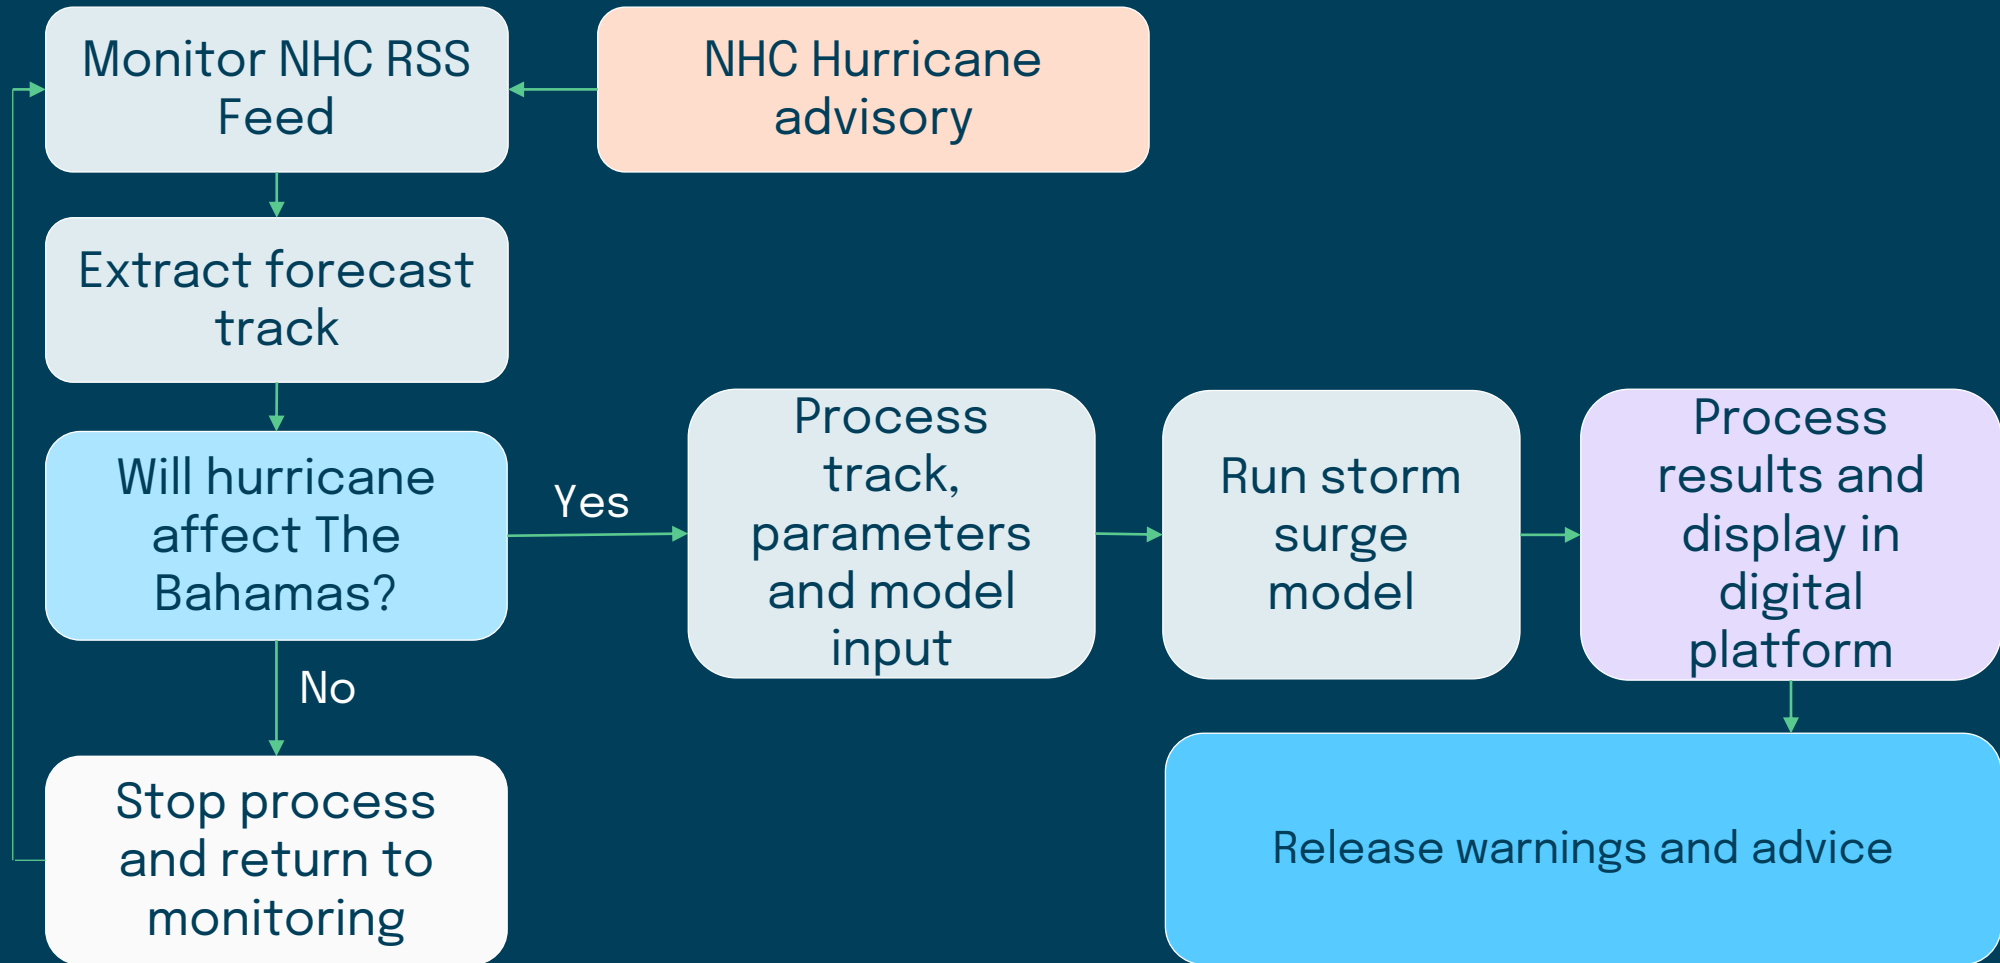 Monitor NHC RSS
Feed
NHC Hurricane
advisory
Extract forecast
track
Will hurricane
affect The
Bahamas?
Yes
Process
track,
parameters
and model
input
Run storm
surge
model
Process
results and
display in
digital
platform
No
Stop process
and return to
monitoring
Release warnings and advice